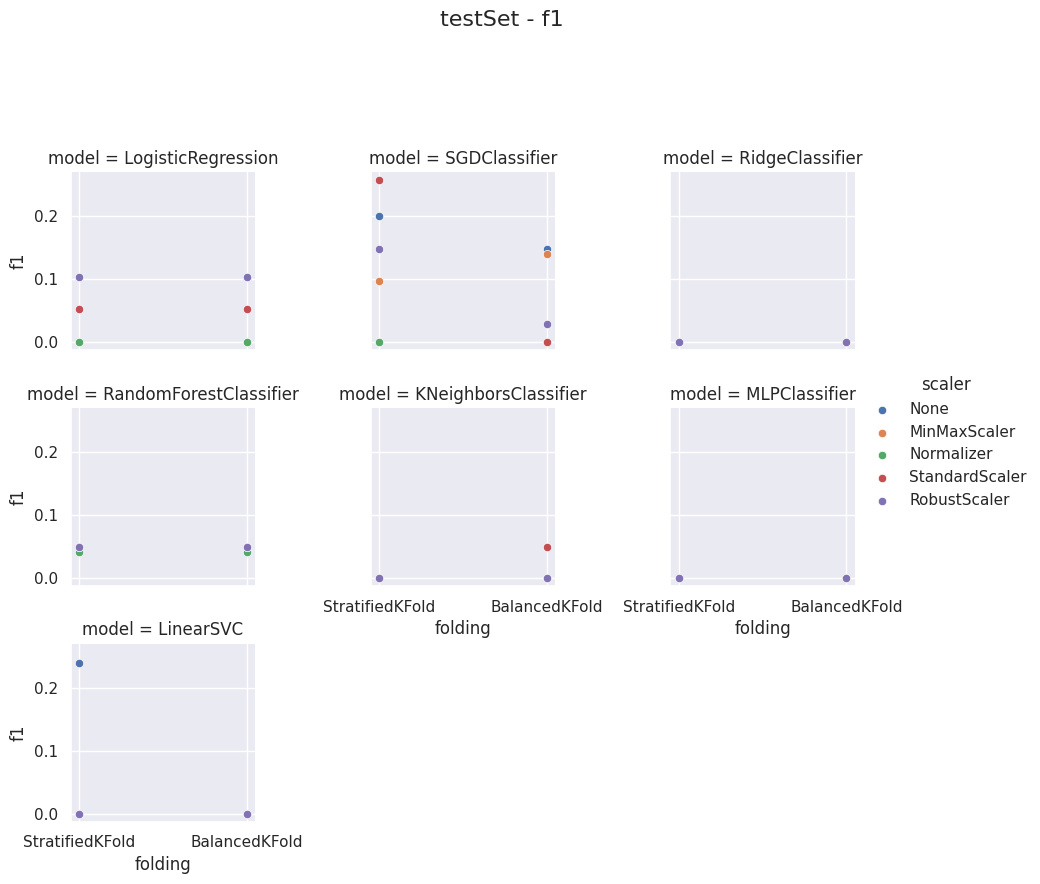 testSet - f1
model = LogisticRegression
model = SGDClassifier
model = RidgeClassifier
f1
0.2
0.1
0.0
model = RandomForestClassifier
model = KNeighborsClassifier
model = MLPClassifier
f1
0.2
0.1
0.0
StratifiedKFold
BalancedKFold
folding
StratifiedKFold
BalancedKFold
folding
scaler
None
MinMaxScaler
Normalizer
StandardScaler
RobustScaler
model = LinearSVC
f1
0.2
0.1
0.0
StratifiedKFold
BalancedKFold
folding